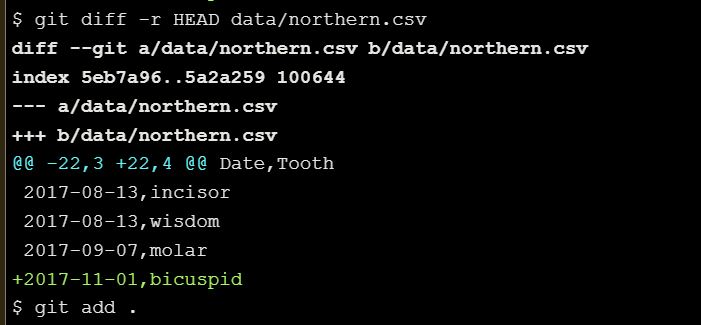 $ git diff -r HEAD data/northern.csv
diff --git a/data/northern.csv b/data/northern.csv
index 5eb7a96..5a2a259 100644
--- a/data/northern.csv
+++ b/data/northern.csv
@@ -22,3 +22,4 @@ Date,Tooth
 2017-08-13,incisor
 2017-08-13,wisdom
 2017-09-07,molar
+2017-11-01,bicuspid
$ git add .